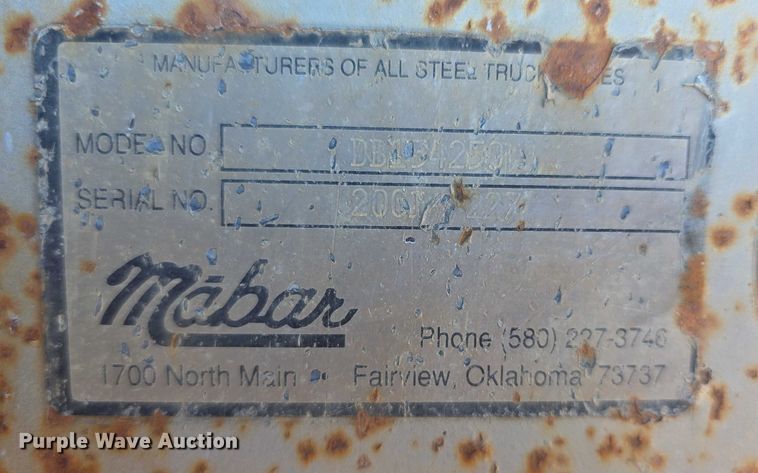 MANUFACTURERS OF ALL STEEL TRUCK
MODEL NO.
SERIAL NO.
Mabar
Phone (580) 227-3746
1700 North Main • Fairview, Oklahoma 73737
Purple Wave Auction